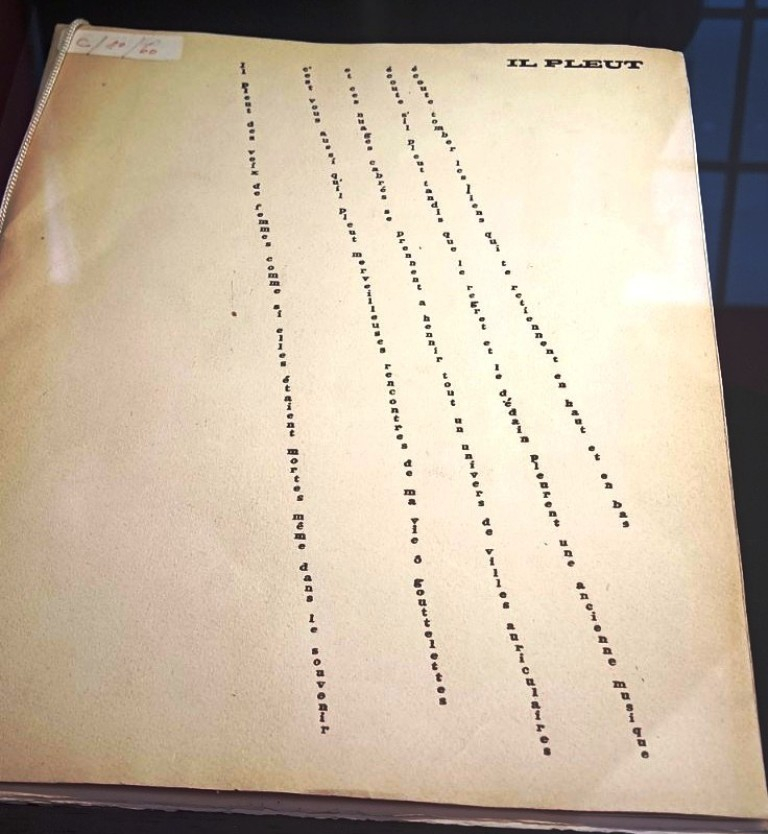 C/20/60
IL PLEUT
il pleut des voix de femmes comme si elles étaient mortes même dans le souvenir
c'est vous aussi qu'il pleut merveilleuses rencontres de ma vie ô gouttelettes
et ces nuages cabrés se prennent a hennir tout un univers de villes auriculaires
écoute s'il pleut tandis que le regret et le dédain pleurent une ancienne musique
écoute tomber les liens qui te retiennent en haut et en bas